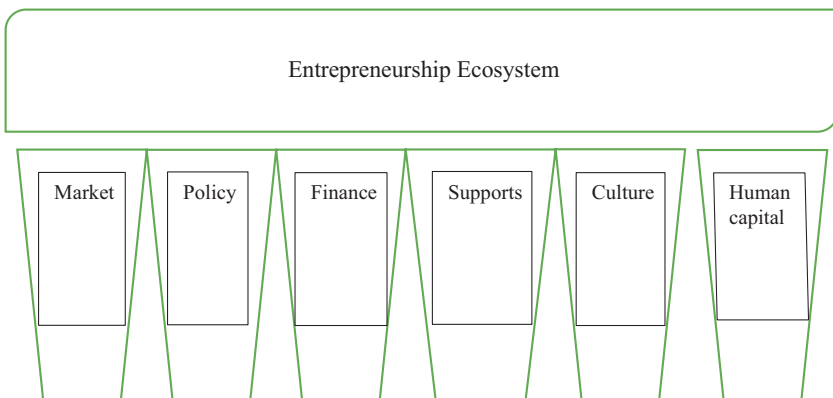 Entrepreneurship Ecosystem
Market
Policy
Finance
Supports
Culture
Human
capital